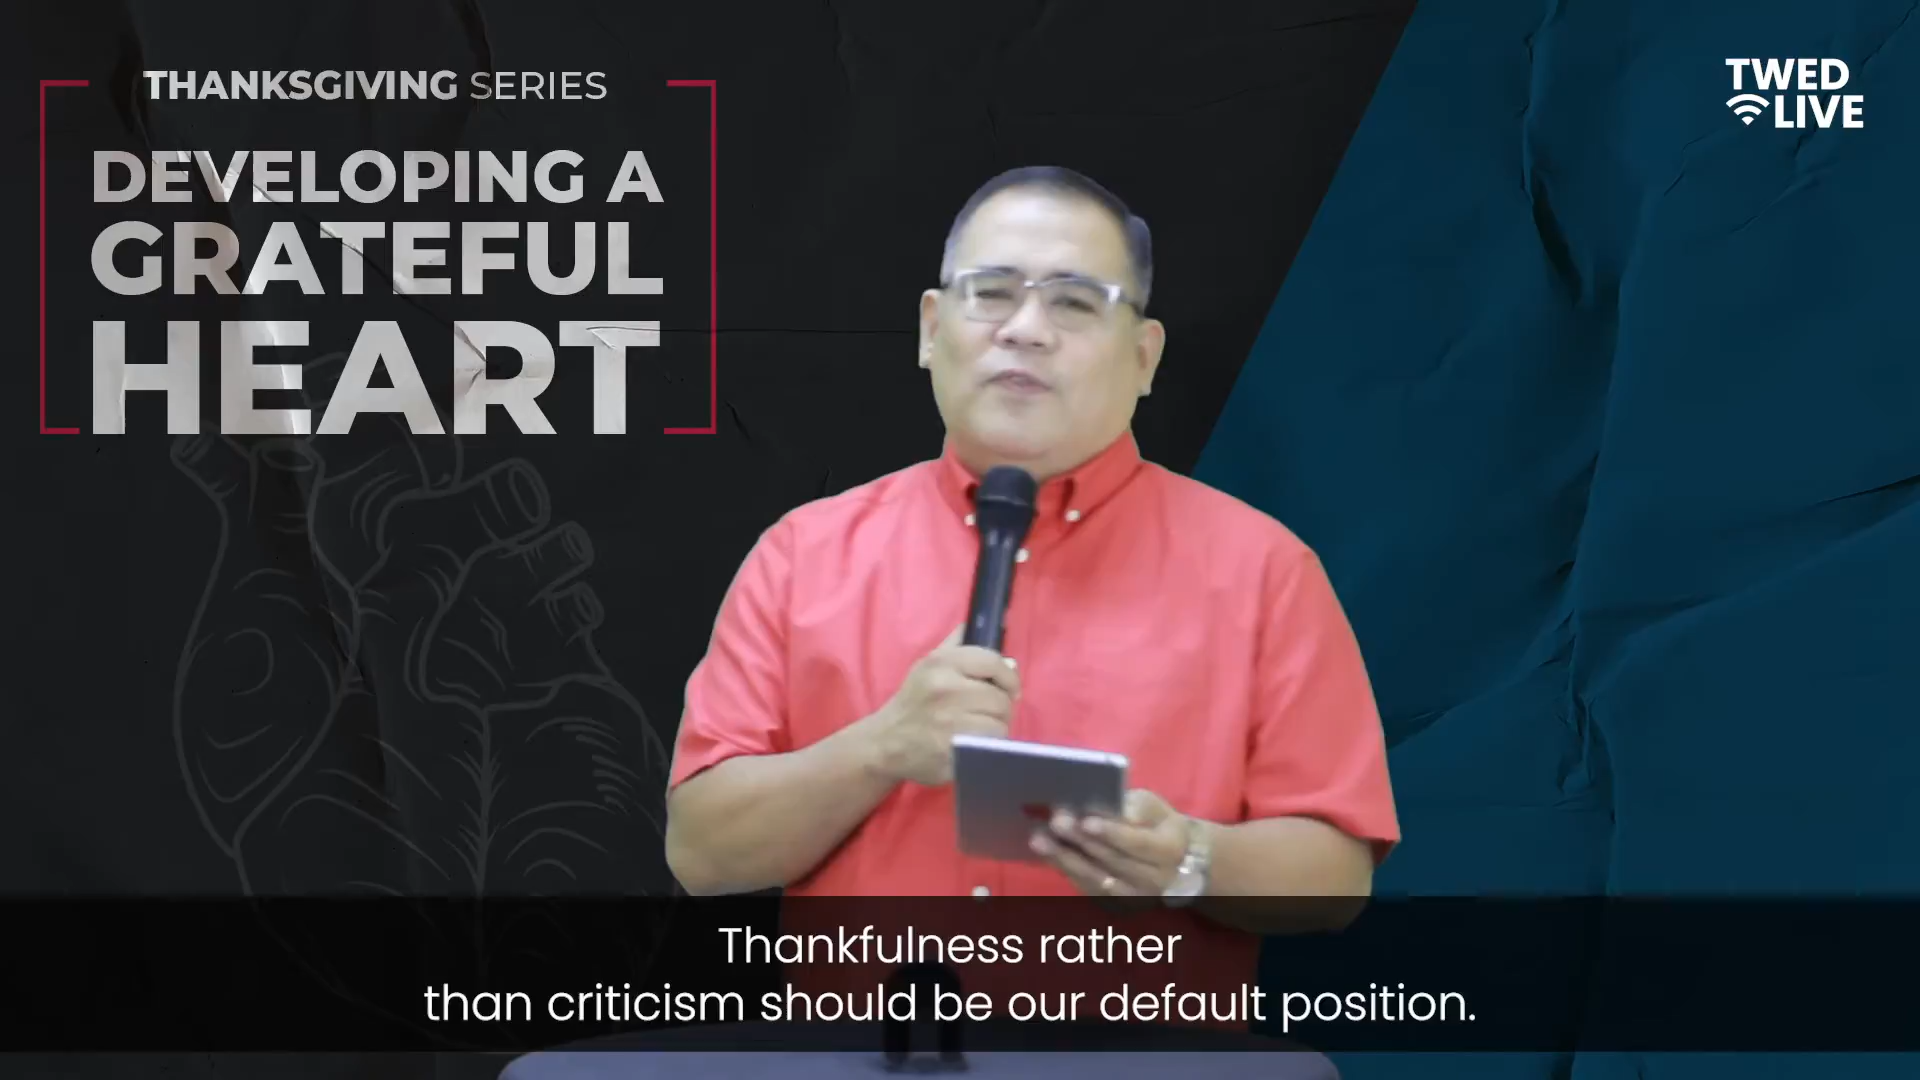 THANKSGIVING SERIES
DEVELOPING A
GRATEFUL
HEART
TWED
LIVE
Thankfulness rather
than criticism should be our default position.